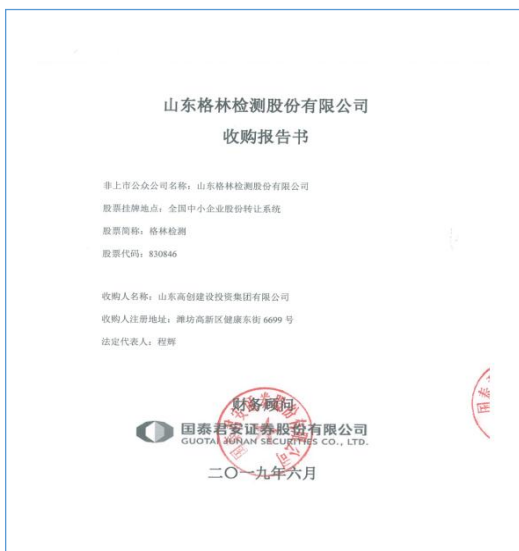 山东格林检测股份有限公司
收购报告书
非上市公众公司名称：山东格林检测股份有限公司
股票挂牌地点：全国中小企业股份转让系统
股票简称：格林检测
股票代码：830846
收购人名称：山东高创建设投资集团有限公司
收购人注册地址：潍坊高新区健康东街 6699 号
法定代表人：程辉
财务顾问
国泰君安证券股份有限公司
GUOTAI JUNAN SECURITIES CO., LTD.
二〇一九年六月
国泰